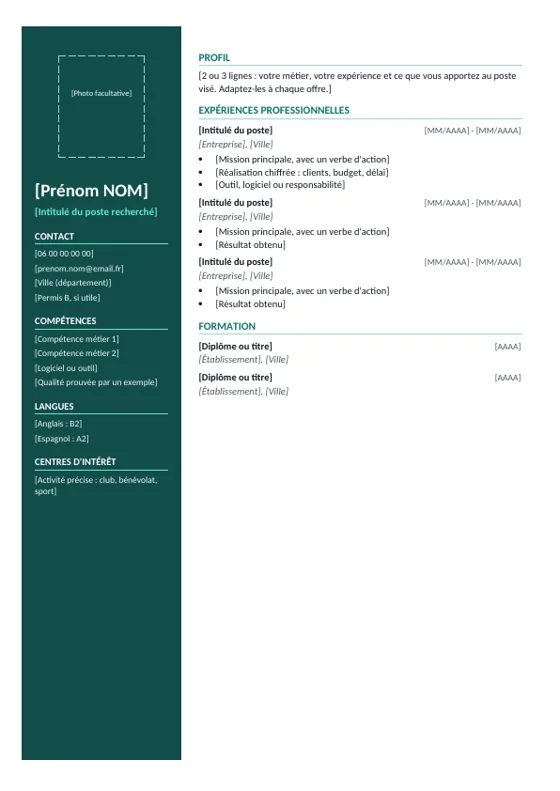 [Photo facultative]
[Prénom NOM]
[Intitulé du poste recherché]
CONTACT
[06 00 00 00 00]
[prenom.nom@email.fr]
[Ville (département)]
[Permis B, si utile]
COMPÉTENCES
[Compétence métier 1]
[Compétence métier 2]
[Logiciel ou outil]
[Qualité prouvée par un exemple]
LANGUES
[Anglais : B2]
[Espagnol : A2]
CENTRES D'INTÉRÊT
[Activité précise : club, bénévolat,
sport]
PROFIL
[2 ou 3 lignes : votre métier, votre expérience et ce que vous apportez au poste
visé. Adaptez-les à chaque offre.]
EXPÉRIENCES PROFESSIONNELLES
[Intitulé du poste] [MM/AAAA] - [MM/AAAA]
[Entreprise], [Ville]
• [Mission principale, avec un verbe d'action]
• [Réalisation chiffrée : clients, budget, délai]
• [Outil, logiciel ou responsabilité]
[Intitulé du poste] [MM/AAAA] - [MM/AAAA]
[Entreprise], [Ville]
• [Mission principale, avec un verbe d'action]
• [Résultat obtenu]
[Intitulé du poste] [MM/AAAA] - [MM/AAAA]
[Entreprise], [Ville]
• [Mission principale, avec un verbe d'action]
• [Résultat obtenu]
FORMATION
[Diplôme ou titre] [AAAA]
[Établissement], [Ville]
[Diplôme ou titre] [AAAA]
[Établissement], [Ville]